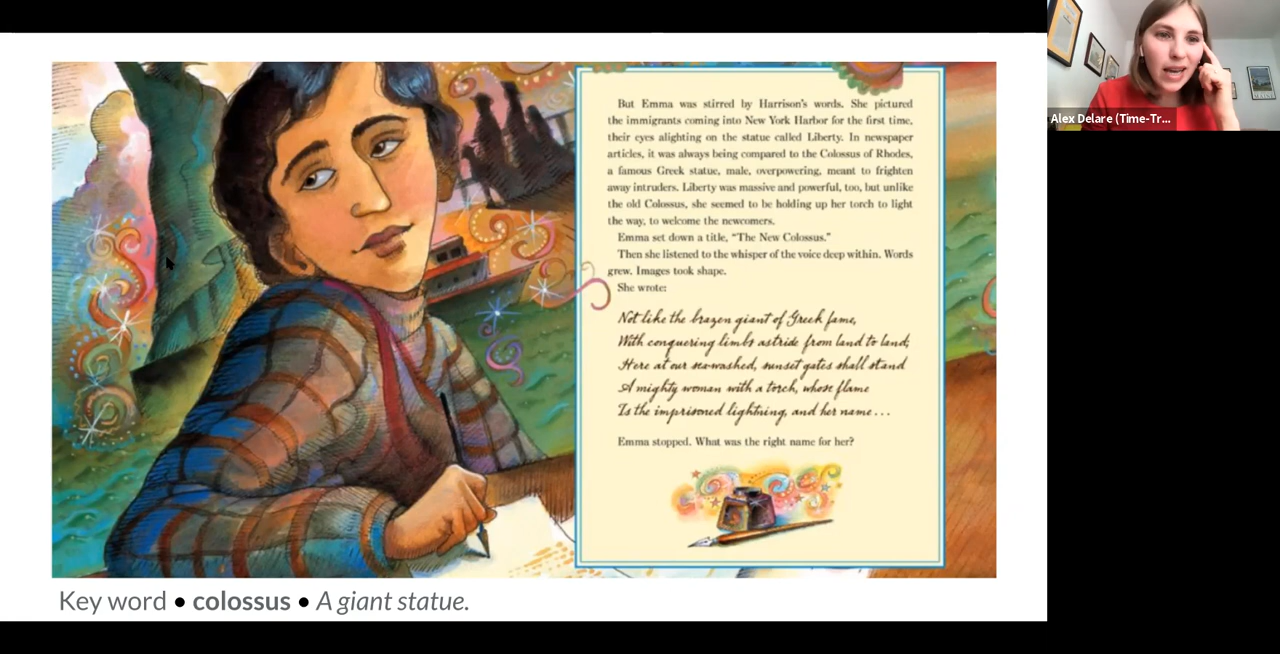 But Emma was stirred by Harrison's words. She pictured
the immigrants coming into New York Harbor for the first time,
their eyes alighting on the statue called Liberty. In newspaper
articles, it was always being compared to the Colossus of Rhodes,
a famous Greek statue, male, overpowering, meant to frighten
away intruders. Liberty was massive and powerful, too, but unlike
the old Colossus, she seemed to be holding up her torch to light
the way, to welcome the newcomers.
Emma set down a title, "The New Colossus."
Then she listened to the whisper of the voice deep within. Words
grew. Images took shape.
She wrote:
Not like the brazen giant of Greek fame,
With conquering limbs astride from land to land;
Here at our sea-washed, sunset gates shall stand
A mighty woman with a torch, whose flame
Is the imprisoned lightning, and her name...
Emma stopped. What was the right name for her?
Key word • colossus • A giant statue.
Alex Delare (Time-Tr...